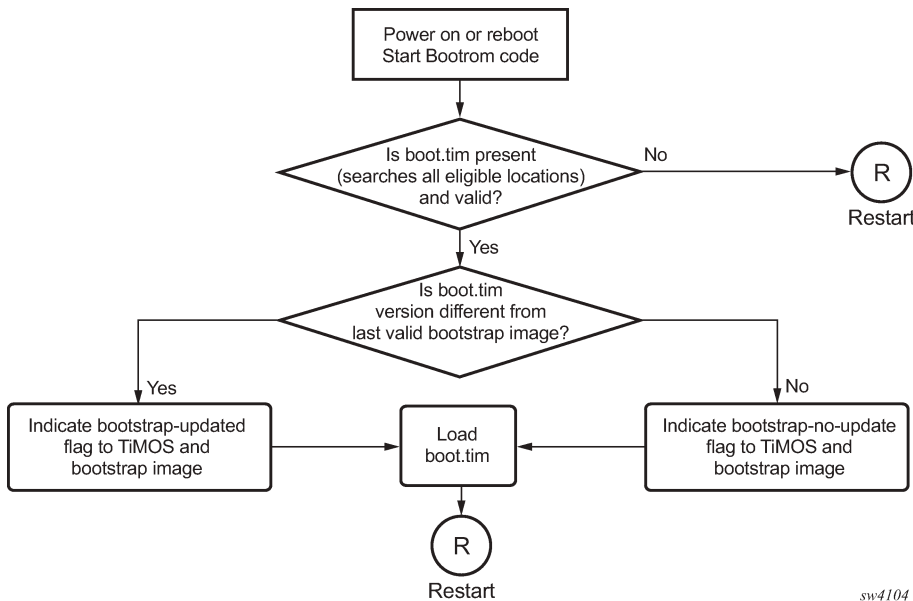 Power on or reboot
Start Bootrom code
Is boot.tim present
(searches all eligible locations)
and valid?
No
R
Restart
Yes
Is boot.tim
version different from
last valid bootstrap image?
Yes
No
Indicate bootstrap-updated
flag to TiMOS and
bootstrap image
Load
boot.tim
Indicate bootstrap-no-update
flag to TiMOS and
bootstrap image
R
Restart
sw4104